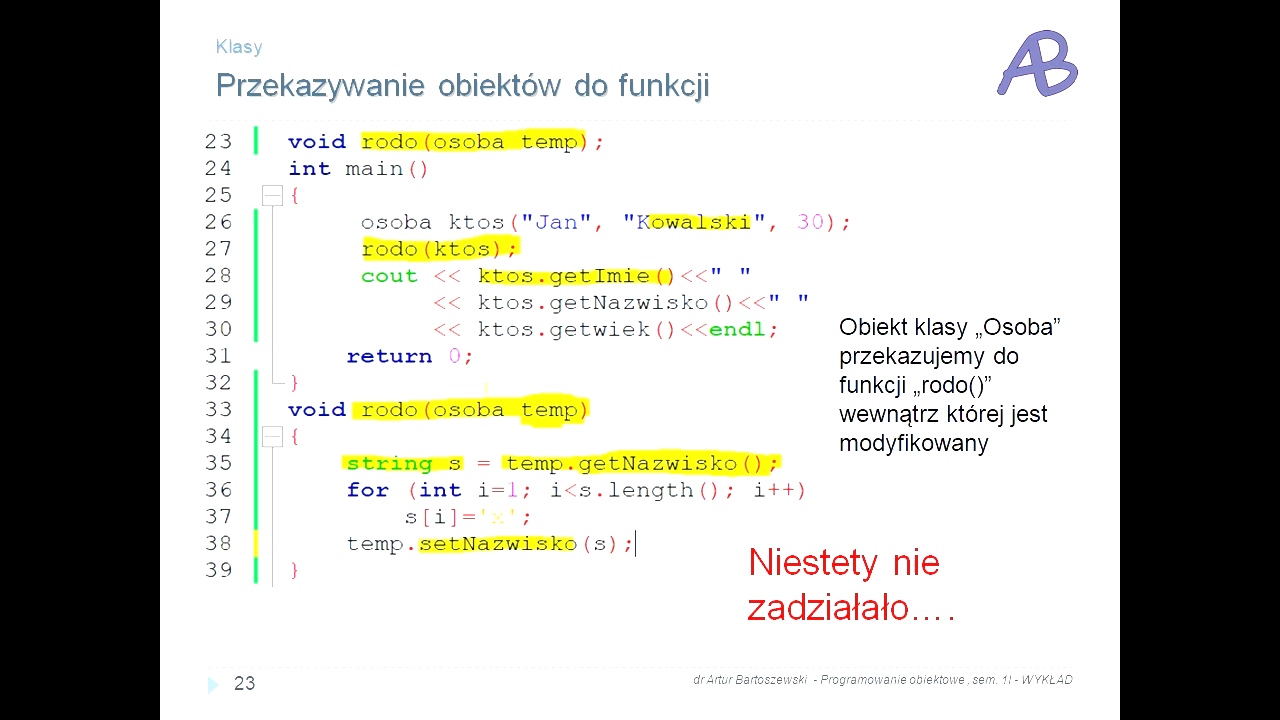 Klasy
AB
Przekazywanie obiektów do funkcji
23 void rodo(osoba temp);
24 int main()
25 {
26 osoba ktos("Jan", "Kowalski", 30);
27 rodo(ktos);
28 cout << ktos.getImie()<<" "
29 << ktos.getNazwisko()<<" "
30 << ktos.getwiek()<<endl;
31 return 0;
32 }
33 void rodo(osoba temp)
34 {
35 string s = temp.getNazwisko();
36 for (int i=1; i<s.length(); i++)
37 s[i]='x';
38 temp.setNazwisko(s);
39 }
Obiekt klasy „Osoba”
przekazujemy do
funkcji „rodo()”
wewnątrz której jest
modyfikowany
Niestety nie
zadziałało….
23
dr Artur Bartoszewski - Programowanie obiektowe, sem. 1I - WYKŁAD